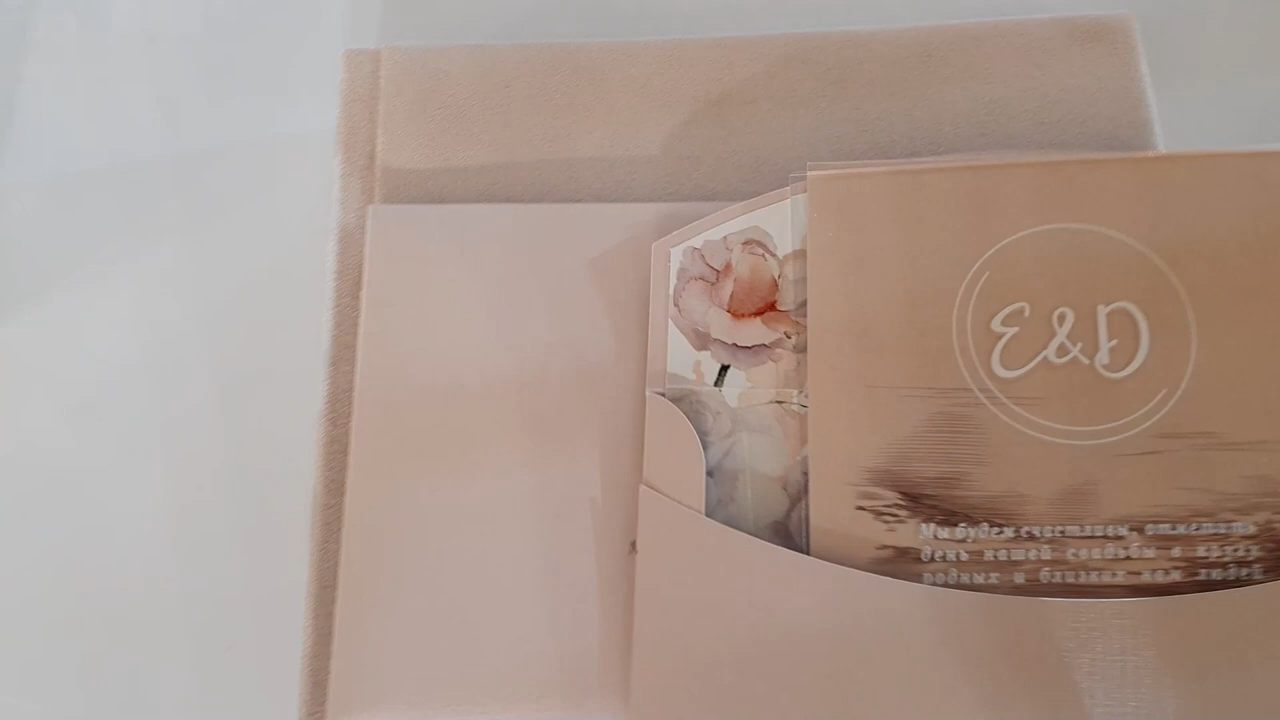 E&D
Мы будем счастливы, отметить
день нашей свадьбы в кругу
родных и близких нам людей